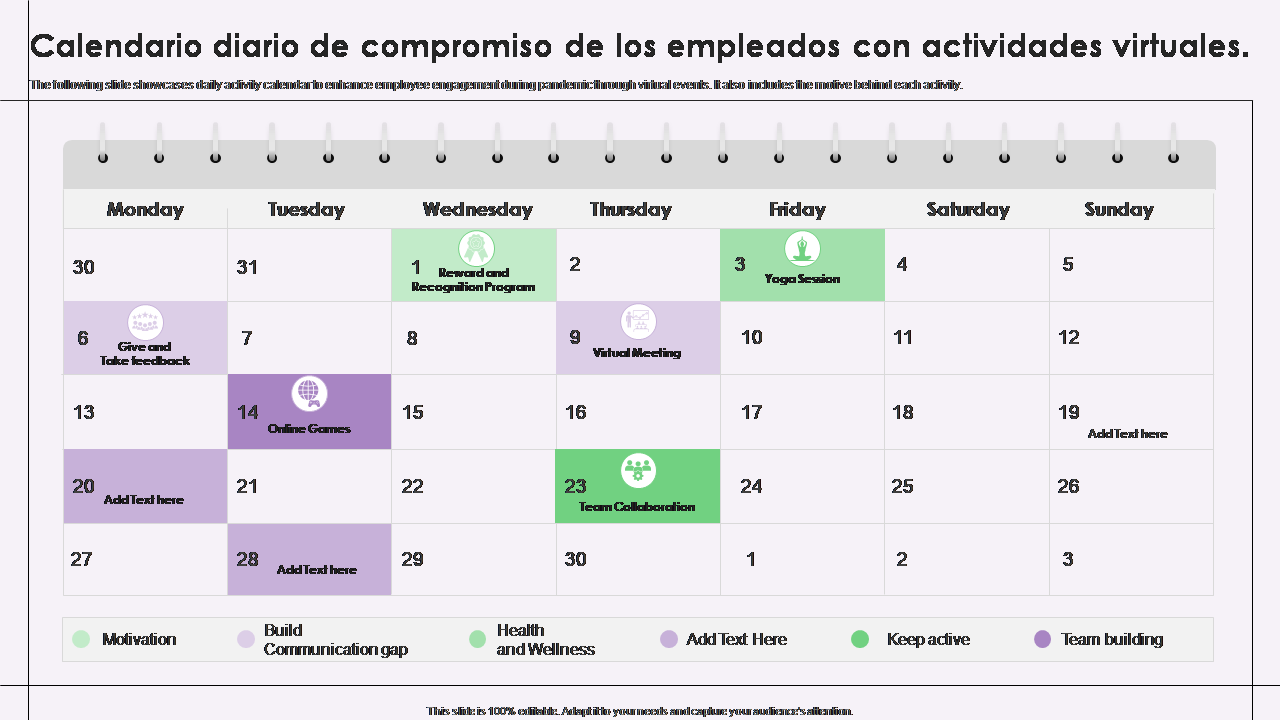 Calendario diario de compromiso de los empleados con actividades virtuales.
The following slide showcases daily activity calendar to enhance employee engagement during pandemic through virtual events. It also includes the motive behind each activity.
Monday Tuesday Wednesday Thursday Friday Saturday Sunday
30 31 1 2 3 4 5
Reward and
Recognition Program
Yoga Session
6 7 8 9 10 11 12
Give and
Take feedback
Virtual Meeting
13 14 15 16 17 18 19
Online Games
Add Text here
20 21 22 23 24 25 26
Add Text here
Team Collaboration
27 28 29 30 1 2 3
Add Text here
Motivation
Build
Communication gap
Health
and Wellness
Add Text Here
Keep active
Team building
This slide is 100% editable. Adapt it to your needs and capture your audience's attention.